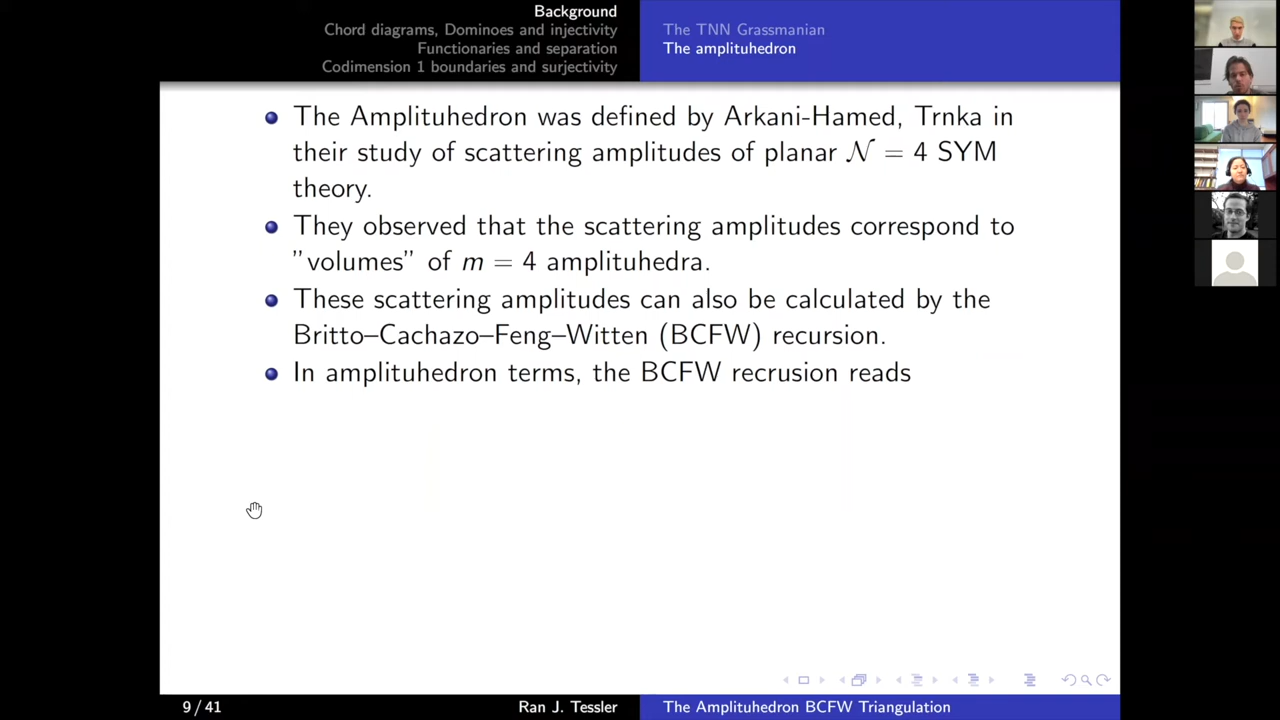 Background
Chord diagrams, Dominoes and injectivity
Functionaries and separation
Codimension 1 boundaries and surjectivity
The TNN Grassmanian
The amplituhedron
The Amplituhedron was defined by Arkani-Hamed, Trnka in
their study of scattering amplitudes of planar 𝒩 = 4 SYM
theory.
They observed that the scattering amplitudes correspond to
”volumes” of m = 4 amplituhedra.
These scattering amplitudes can also be calculated by the
Britto–Cachazo–Feng–Witten (BCFW) recursion.
In amplituhedron terms, the BCFW recrusion reads
9 / 41
Ran J. Tessler
The Amplituhedron BCFW Triangulation